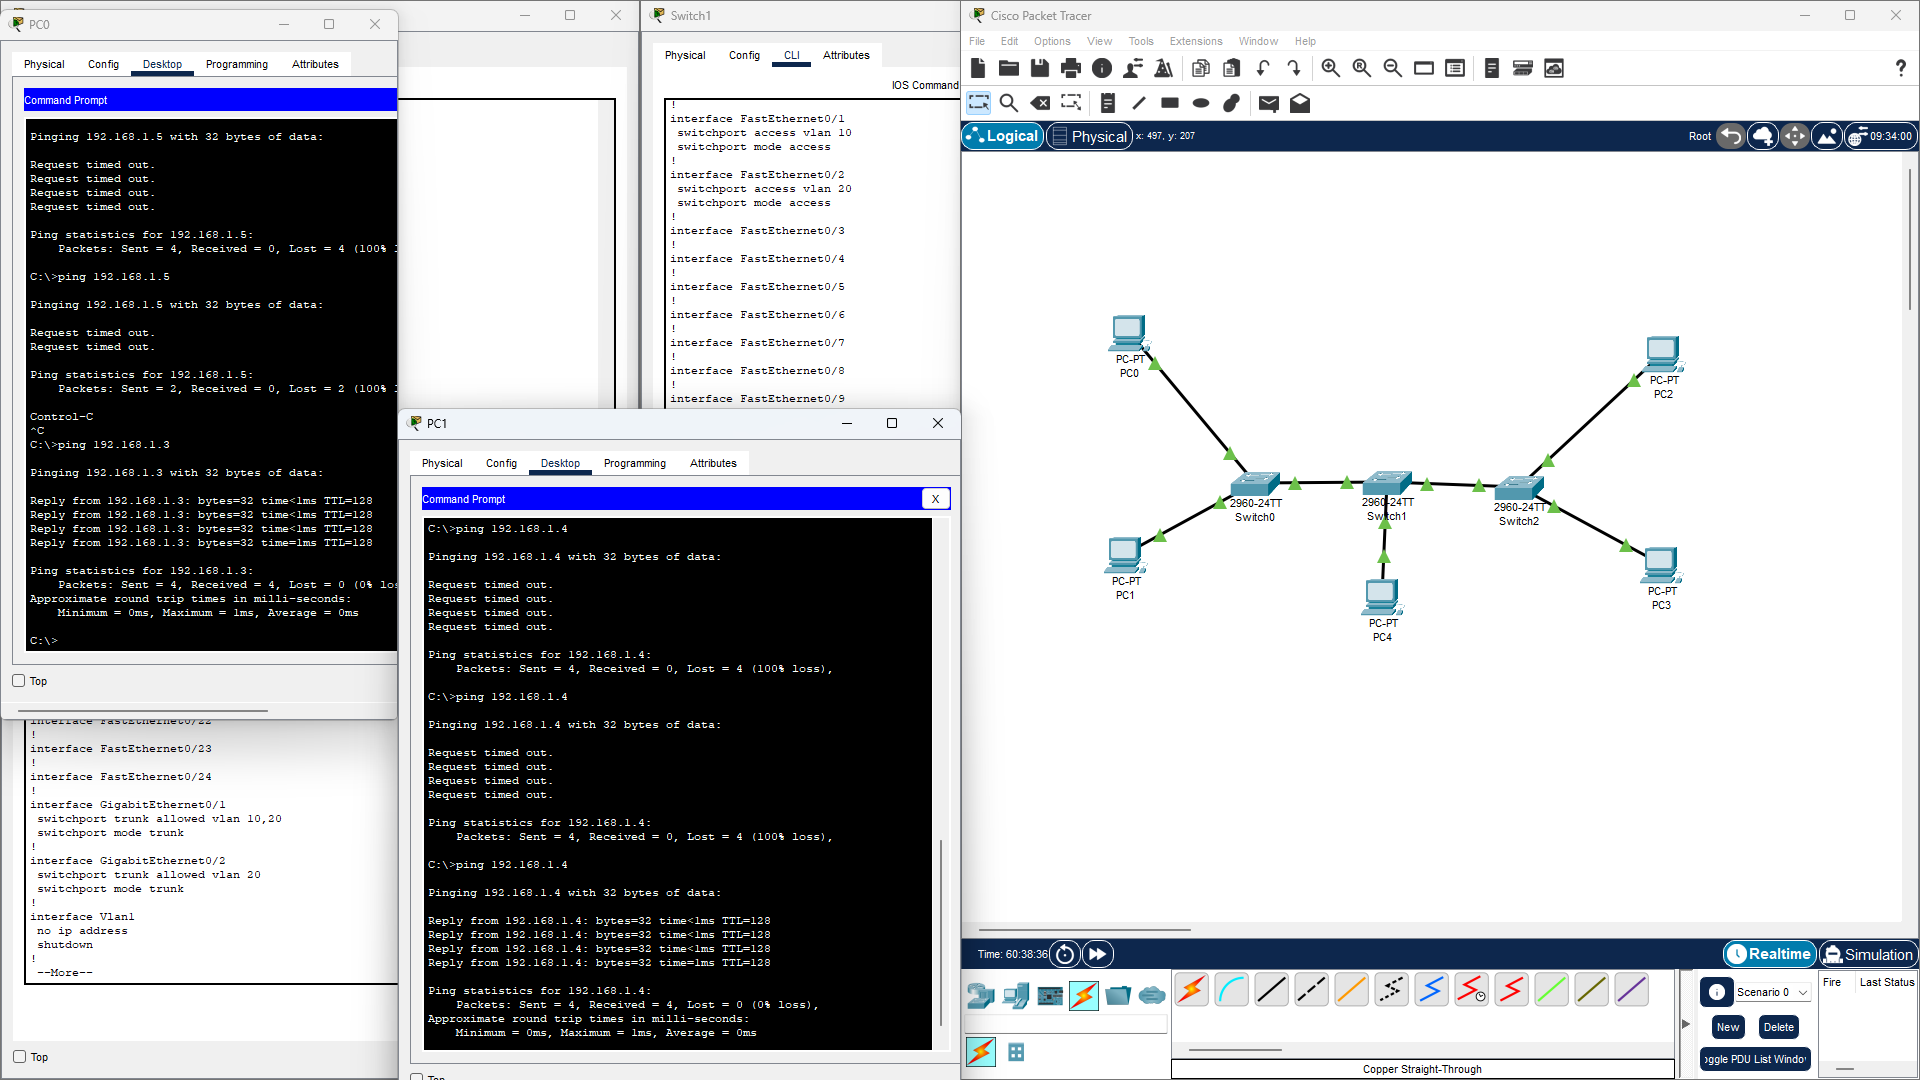 PC0
Physical Config Desktop Programming Attributes
Command Prompt
Pinging 192.168.1.5 with 32 bytes of data:
Request timed out.
Request timed out.
Request timed out.
Request timed out.
Ping statistics for 192.168.1.5:
Packets: Sent = 4, Received = 0, Lost = 4 (100%
C:\>ping 192.168.1.5
Pinging 192.168.1.5 with 32 bytes of data:
Request timed out.
Request timed out.
Ping statistics for 192.168.1.5:
Packets: Sent = 2, Received = 0, Lost = 2 (100%
Control-C
^C
C:\>ping 192.168.1.3
Pinging 192.168.1.3 with 32 bytes of data:
Reply from 192.168.1.3: bytes=32 time<1ms TTL=128
Reply from 192.168.1.3: bytes=32 time<1ms TTL=128
Reply from 192.168.1.3: bytes=32 time<1ms TTL=128
Reply from 192.168.1.3: bytes=32 time=1ms TTL=128
Ping statistics for 192.168.1.3:
Packets: Sent = 4, Received = 4, Lost = 0 (0% los
Approximate round trip times in milli-seconds:
Minimum = 0ms, Maximum = 1ms, Average = 0ms
C:\>
Top
interface FastEthernet0/22
!
interface FastEthernet0/23
!
interface FastEthernet0/24
!
interface GigabitEthernet0/1
switchport trunk allowed vlan 10,20
switchport mode trunk
!
interface GigabitEthernet0/2
switchport trunk allowed vlan 20
switchport mode trunk
!
interface Vlan1
no ip address
shutdown
!
--More--
Top
Switch1
Physical Config CLI Attributes
IOS Command
!
interface FastEthernet0/1
switchport access vlan 10
switchport mode access
!
interface FastEthernet0/2
switchport access vlan 20
switchport mode access
!
interface FastEthernet0/3
!
interface FastEthernet0/4
!
interface FastEthernet0/5
!
interface FastEthernet0/6
!
interface FastEthernet0/7
!
interface FastEthernet0/8
!
interface FastEthernet0/9
PC1
Physical Config Desktop Programming Attributes
Command Prompt
X
C:\>ping 192.168.1.4
Pinging 192.168.1.4 with 32 bytes of data:
Request timed out.
Request timed out.
Request timed out.
Request timed out.
Ping statistics for 192.168.1.4:
Packets: Sent = 4, Received = 0, Lost = 4 (100% loss),
C:\>ping 192.168.1.4
Pinging 192.168.1.4 with 32 bytes of data:
Request timed out.
Request timed out.
Request timed out.
Request timed out.
Ping statistics for 192.168.1.4:
Packets: Sent = 4, Received = 0, Lost = 4 (100% loss),
C:\>ping 192.168.1.4
Pinging 192.168.1.4 with 32 bytes of data:
Reply from 192.168.1.4: bytes=32 time<1ms TTL=128
Reply from 192.168.1.4: bytes=32 time<1ms TTL=128
Reply from 192.168.1.4: bytes=32 time<1ms TTL=128
Reply from 192.168.1.4: bytes=32 time=1ms TTL=128
Ping statistics for 192.168.1.4:
Packets: Sent = 4, Received = 4, Lost = 0 (0% loss),
Approximate round trip times in milli-seconds:
Minimum = 0ms, Maximum = 1ms, Average = 0ms
Top
Cisco Packet Tracer
File Edit Options View Tools Extensions Window Help
?
Logical Physical x: 497, y: 207
Root 09:34:00
PC-PT
PC0
PC-PT
PC2
2960-24TT
Switch0
2960-24TT
Switch1
2960-24TT
Switch2
PC-PT
PC1
PC-PT
PC4
PC-PT
PC3
Time: 60:38:36
Realtime Simulation
Scenario 0
New Delete
oggle PDU List Windo
Fire Last Status
Copper Straight-Through